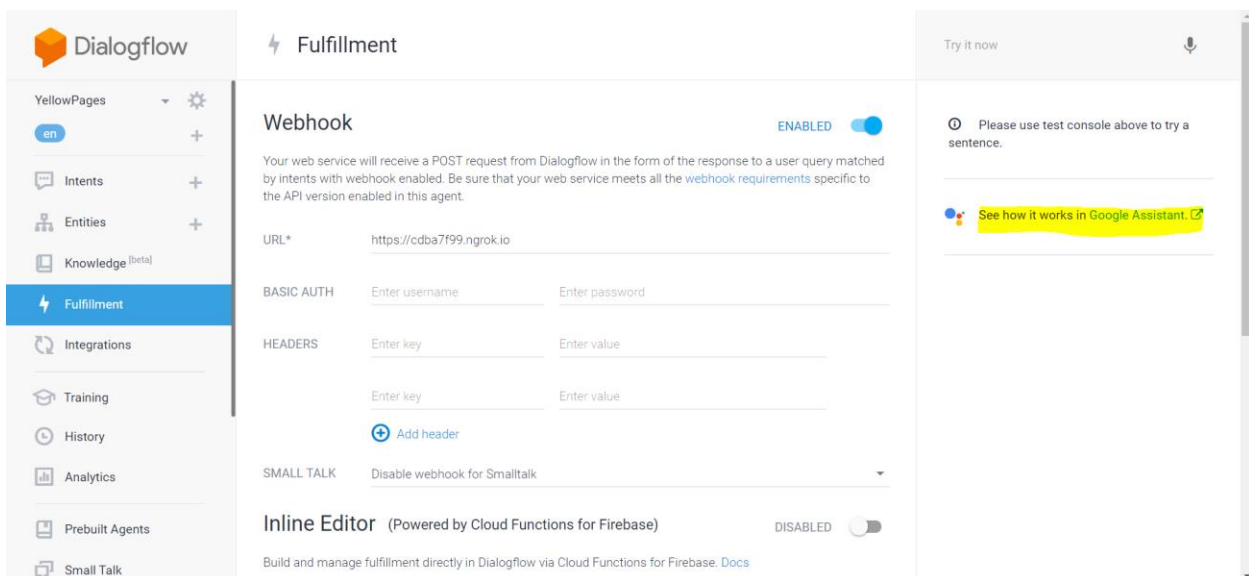 Dialogflow
YellowPages
en
Intents
Entities
Knowledge [beta]
Fulfillment
Integrations
Training
History
Analytics
Prebuilt Agents
Small Talk
Fulfillment
Webhook
ENABLED
Your web service will receive a POST request from Dialogflow in the form of the response to a user query matched
by intents with webhook enabled. Be sure that your web service meets all the webhook requirements specific to
the API version enabled in this agent.
URL* https://cdba7f99.ngrok.io
BASIC AUTH Enter username Enter password
HEADERS Enter key Enter value
Enter key Enter value
Add header
SMALL TALK Disable webhook for Smalltalk
Inline Editor (Powered by Cloud Functions for Firebase) DISABLED
Build and manage fulfillment directly in Dialogflow via Cloud Functions for Firebase. Docs
Try it now
Please use test console above to try a
sentence.
See how it works in Google Assistant.